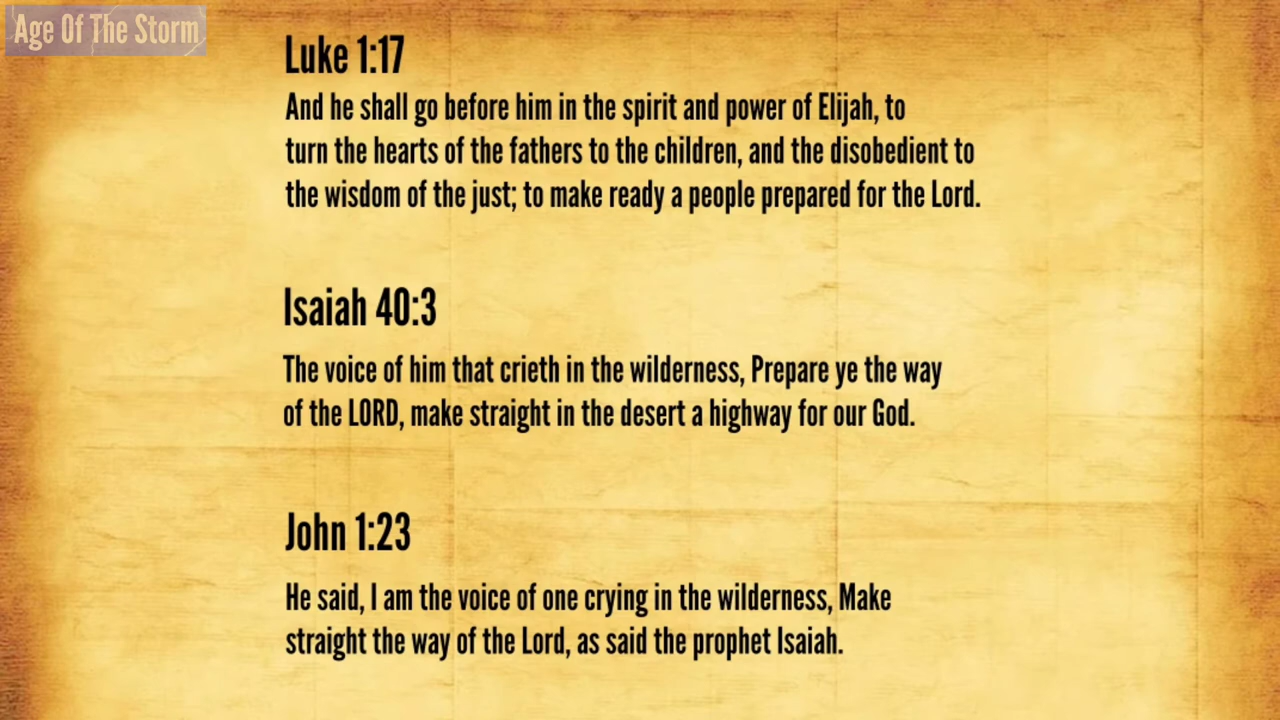 Age Of The Storm
Luke 1:17
And he shall go before him in the spirit and power of Elijah, to
turn the hearts of the fathers to the children, and the disobedient to
the wisdom of the just; to make ready a people prepared for the Lord.
Isaiah 40:3
The voice of him that crieth in the wilderness, Prepare ye the way
of the LORD, make straight in the desert a highway for our God.
John 1:23
He said, I am the voice of one crying in the wilderness, Make
straight the way of the Lord, as said the prophet Isaiah.